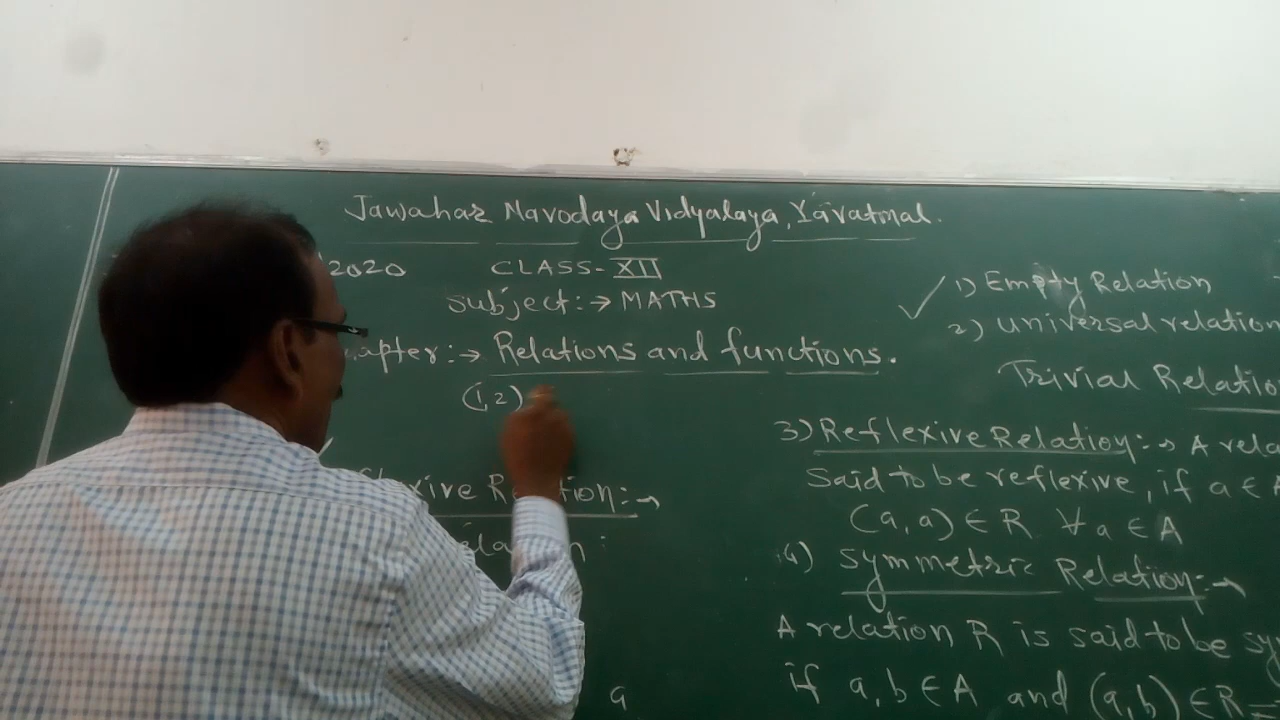 Jawahar Navodaya Vidyalaya, Yavatmal.
2020 CLASS - XII
subject :→ MATHS
apter :→ Relations and functions.
(1,2)
xive R tion :→
ela n :
a
✓ 1) Empty Relation
2) universal relation
Trivial Relatio
3) Reflexive Relation :→ A rela
Said to be reflexive, if a ∈ A
(a, a) ∈ R ∀ a ∈ A
4) Symmetric Relation :→
A relation R is said to be sy
if a, b ∈ A and (a, b) ∈ R =